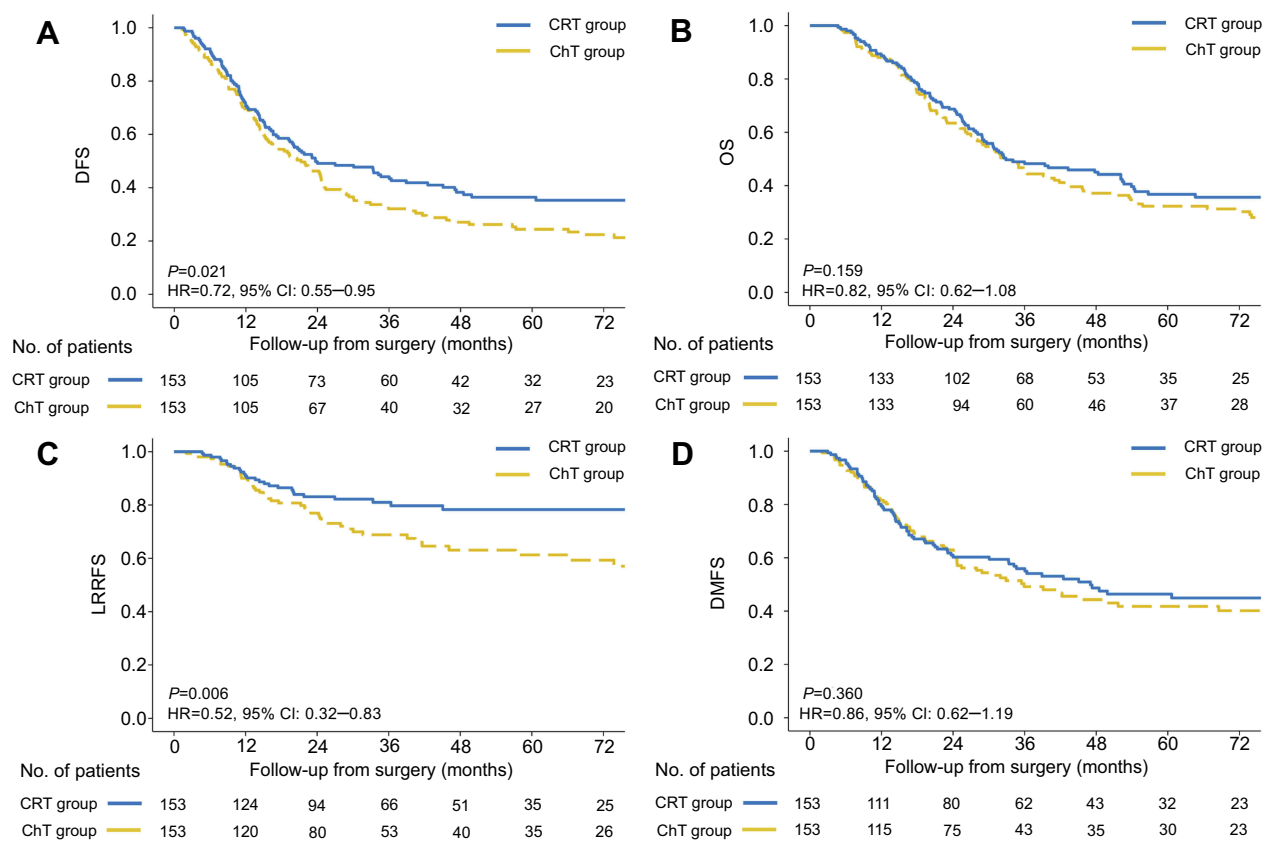 A
DFS
1.0
0.8
0.6
0.4
0.2
0.0
CRT group
ChT group
P=0.021
HR=0.72, 95% CI: 0.55–0.95
0 12 24 36 48 60 72
Follow-up from surgery (months)
No. of patients
CRT group 153 105 73 60 42 32 23
ChT group 153 105 67 40 32 27 20
B
OS
1.0
0.8
0.6
0.4
0.2
0.0
CRT group
ChT group
P=0.159
HR=0.82, 95% CI: 0.62–1.08
0 12 24 36 48 60 72
Follow-up from surgery (months)
No. of patients
CRT group 153 133 102 68 53 35 25
ChT group 153 133 94 60 46 37 28
C
LRRFS
1.0
0.8
0.6
0.4
0.2
0.0
CRT group
ChT group
P=0.006
HR=0.52, 95% CI: 0.32–0.83
0 12 24 36 48 60 72
Follow-up from surgery (months)
No. of patients
CRT group 153 124 94 66 51 35 25
ChT group 153 120 80 53 40 35 26
D
DMFS
1.0
0.8
0.6
0.4
0.2
0.0
CRT group
ChT group
P=0.360
HR=0.86, 95% CI: 0.62–1.19
0 12 24 36 48 60 72
Follow-up from surgery (months)
No. of patients
CRT group 153 111 80 62 43 32 23
ChT group 153 115 75 43 35 30 23